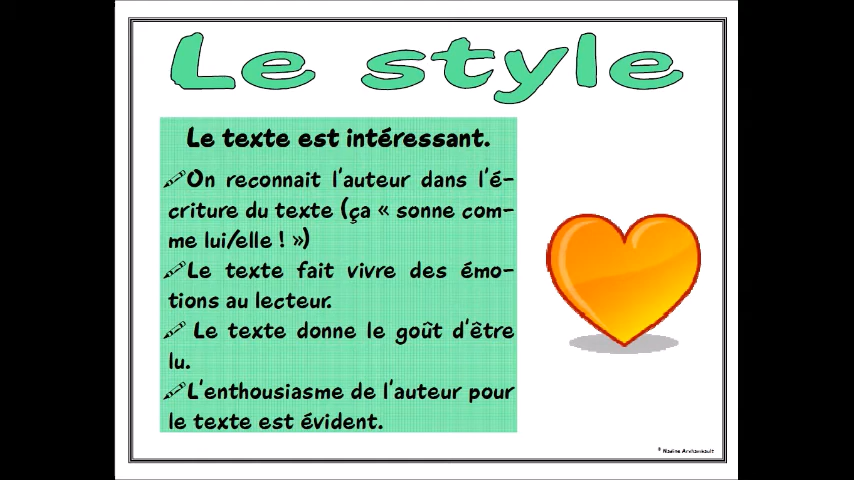 Le style
Le texte est intéressant.
On reconnait l'auteur dans l'é-
criture du texte (ça « sonne com-
me lui/elle ! »)
Le texte fait vivre des émo-
tions au lecteur.
Le texte donne le goût d'être
lu.
L'enthousiasme de l'auteur pour
le texte est évident.
© Nadine Archambault